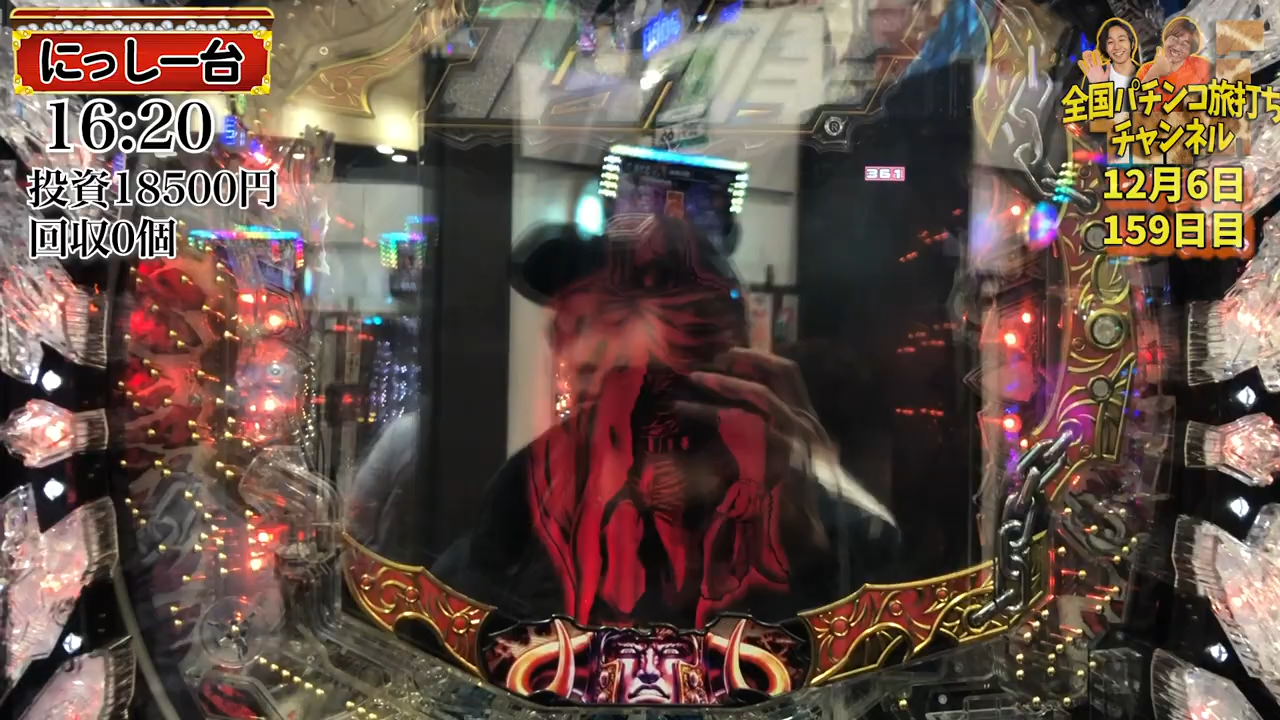 にっしー台
16:20
投資18500円
回収0個
全国パチンコ旅打ち
チャンネル
12月6日
159日目
361